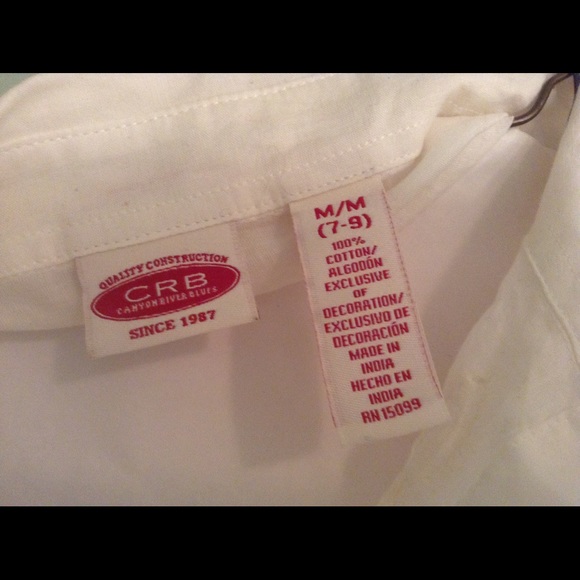 QUALITY CONSTRUCTION
CRB
CANYON RIVER BLUES
SINCE 1987
M/M
(7-9)
100%
COTTON/
ALGODÓN
EXCLUSIVE
OF
DECORATION/
EXCLUSIVO DE
DECORACIÓN
MADE IN
INDIA
HECHO EN
INDIA
RN 15099